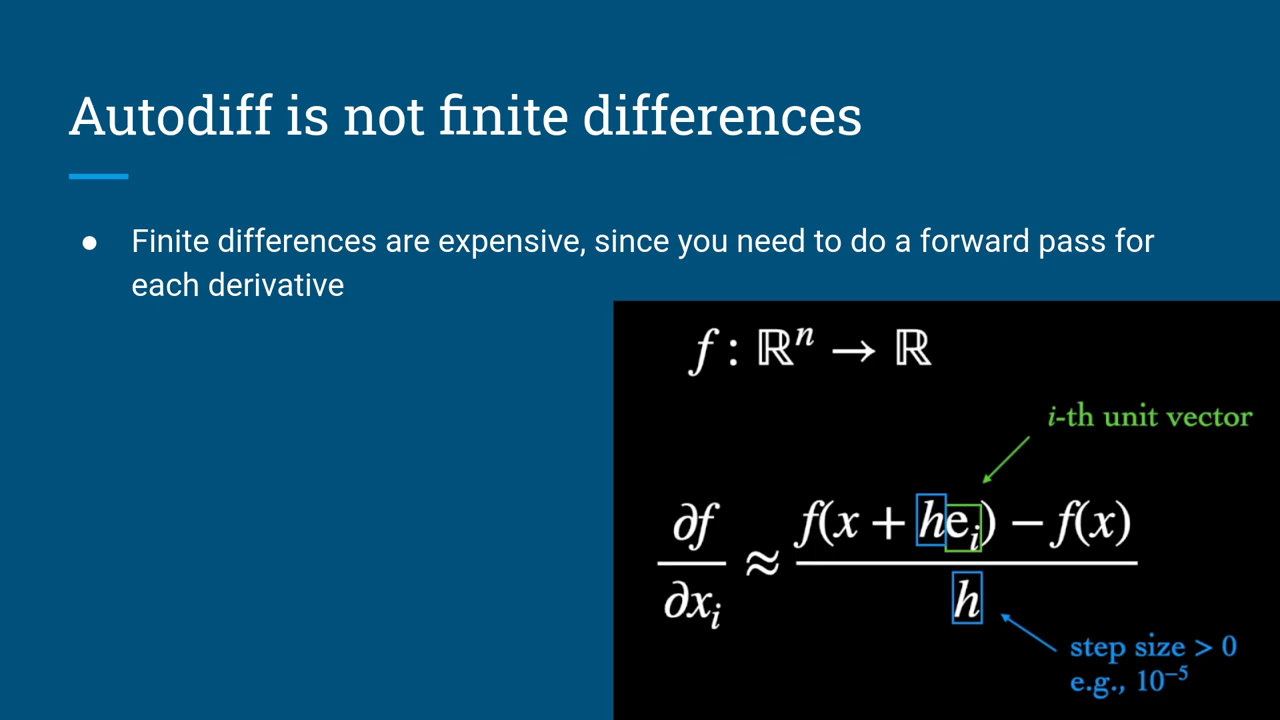 Autodiff is not finite differences
● Finite differences are expensive, since you need to do a forward pass for
each derivative
f : ℝⁿ → ℝ
i-th unit vector
∂f/∂xᵢ ≈ (f(x + heᵢ) − f(x))/h
step size > 0
e.g., 10⁻⁵